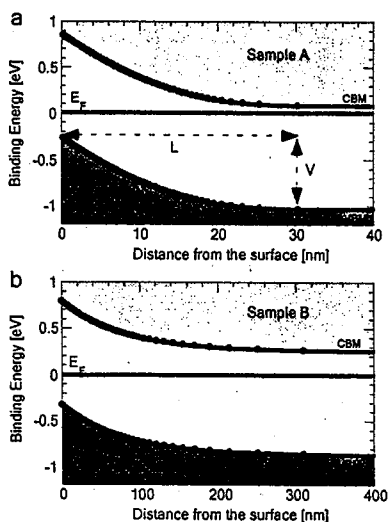 a
1
Sample A
0.5
CBM
E_F
0
L
-0.5
V
-1
0 10 20 30 40
Distance from the surface [nm]
Binding Energy [eV]
b
1
Sample B
0.5
CBM
E_F
0
-0.5
-1
0 100 200 300 400
Distance from the surface [nm]
Binding Energy [eV]